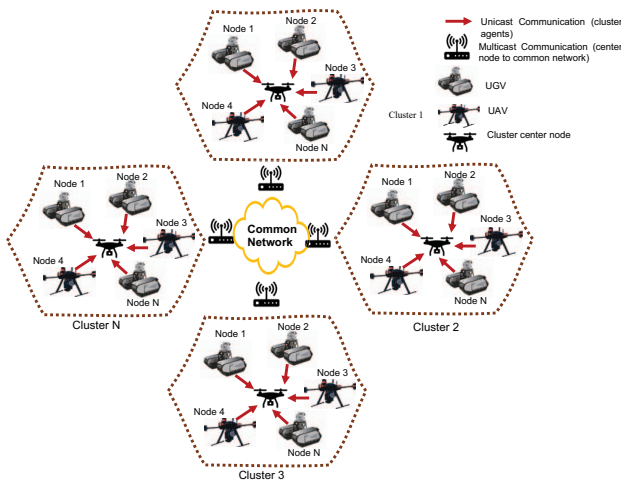 Node 1
Node 2
Node 3
Node 4
Node N
Unicast Communication (cluster
agents)
Multicast Communication (center
node to common network)
UGV
Cluster 1
UAV
Cluster center node
Node 1
Node 2
Node 3
Node 4
Node N
Cluster N
Common
Network
Node 1
Node 2
Node 3
Node 4
Node N
Cluster 2
Node 1
Node 2
Node 3
Node 4
Node N
Cluster 3